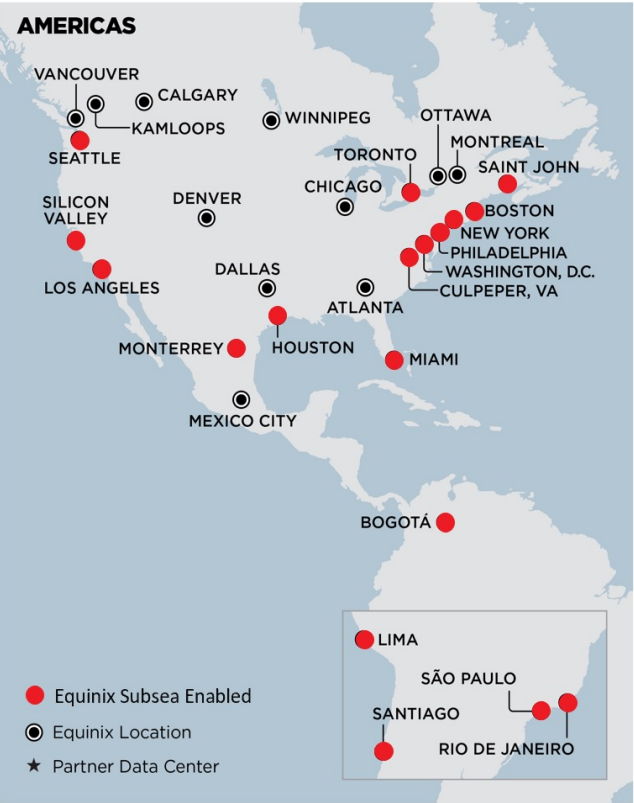 AMERICAS
VANCOUVER
CALGARY
KAMLOOPS
WINNIPEG
OTTAWA
MONTREAL
TORONTO
SAINT JOHN
SEATTLE
CHICAGO
DENVER
SILICON
VALLEY
BOSTON
NEW YORK
PHILADELPHIA
WASHINGTON, D.C.
CULPEPER, VA
DALLAS
LOS ANGELES
ATLANTA
MONTERREY
HOUSTON
MIAMI
MEXICO CITY
BOGOTÁ
LIMA
SÃO PAULO
SANTIAGO
RIO DE JANEIRO
Equinix Subsea Enabled
Equinix Location
Partner Data Center